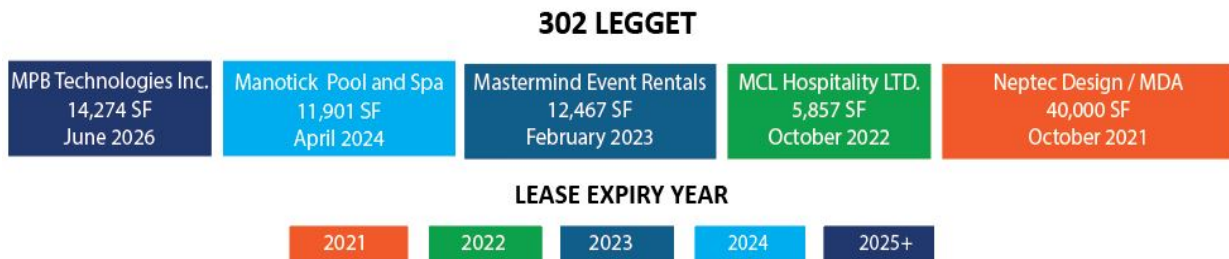 302 LEGGET
MPB Technologies Inc.
14,274 SF
June 2026
Manotick Pool and Spa
11,901 SF
April 2024
Mastermind Event Rentals
12,467 SF
February 2023
MCL Hospitality LTD.
5,857 SF
October 2022
Neptec Design / MDA
40,000 SF
October 2021
LEASE EXPIRY YEAR
2021
2022
2023
2024
2025+